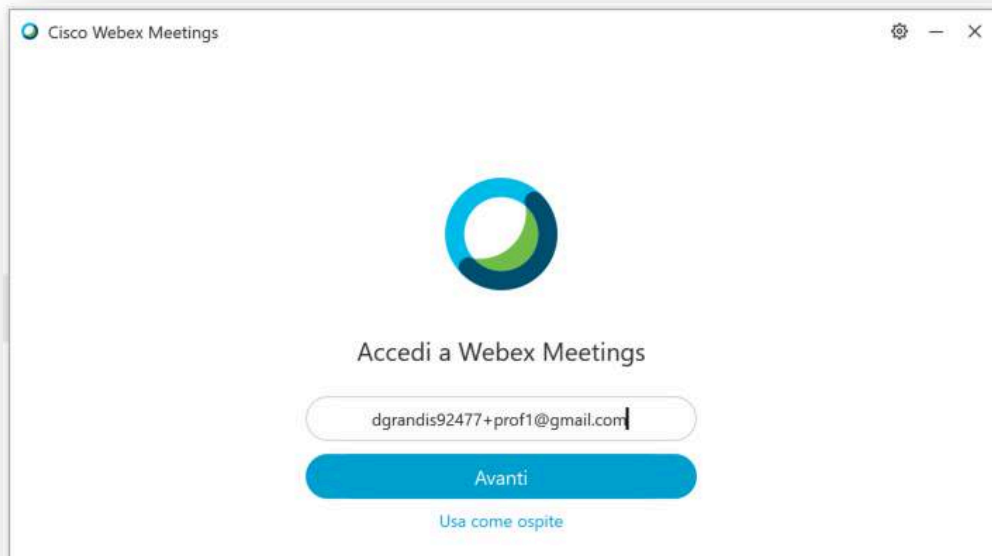 Cisco Webex Meetings
Accedi a Webex Meetings
dgrandis92477+prof1@gmail.com
Avanti
Usa come ospite